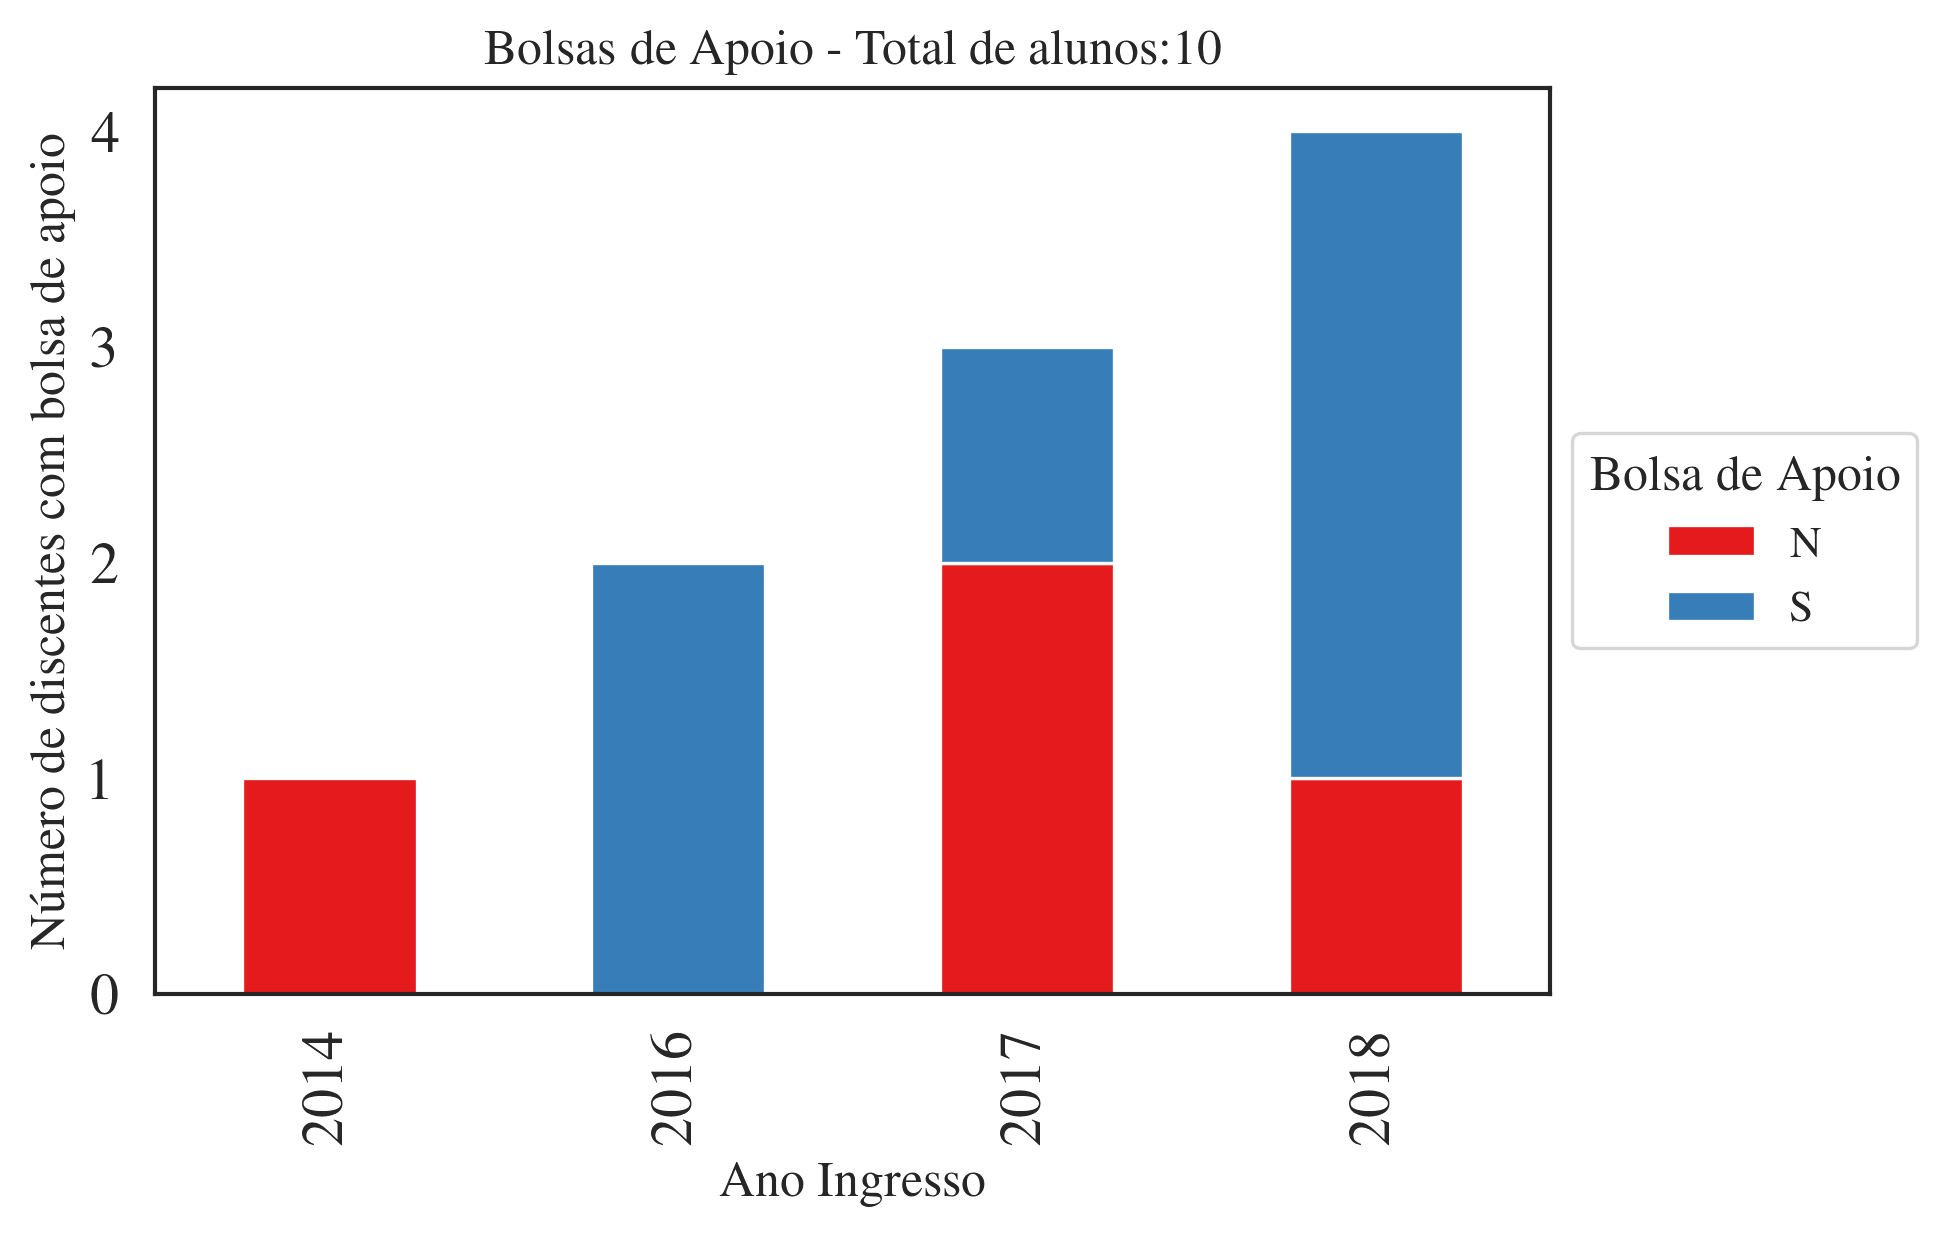 Bolsas de Apoio - Total de alunos:10
Número de discentes com bolsa de apoio
4
3
2
1
0
2014
2016
2017
2018
Ano Ingresso
Bolsa de Apoio
N
S